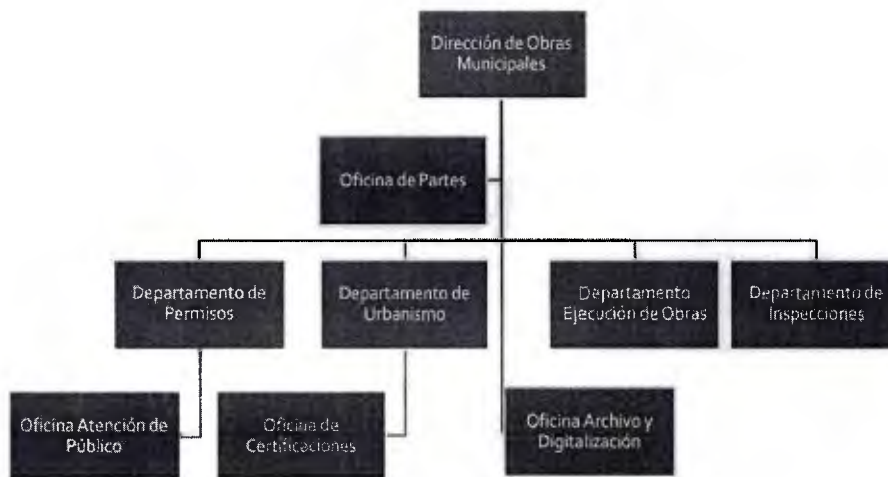 Dirección de Obras
Municipales
Oficina de Partes
Departamento de
Permisos
Departamento de
Urbanismo
Departamento
Ejecución de Obras
Departamento de
Inspecciones
Oficina Atención de
Público
Oficina de
Certificaciones
Oficina Archivo y
Digitalización